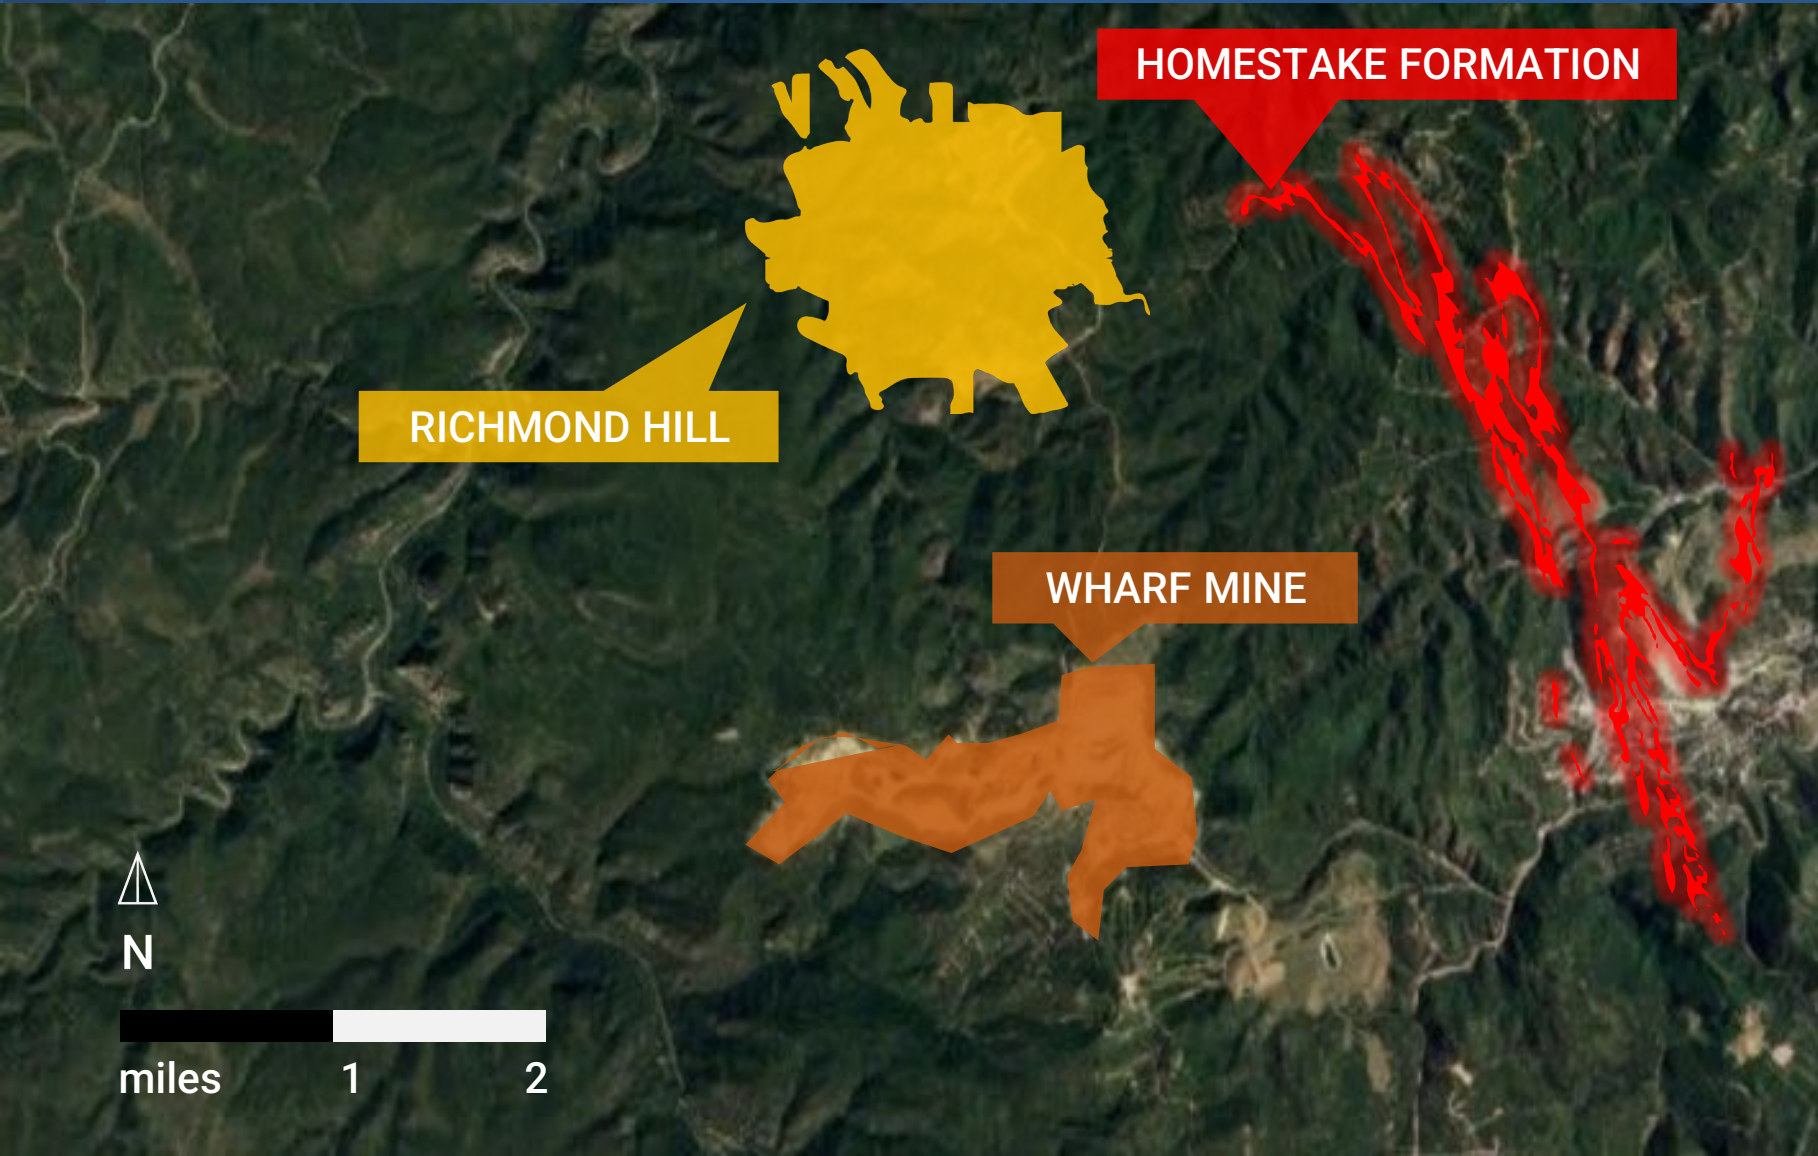 HOMESTAKE FORMATION
RICHMOND HILL
WHARF MINE
N
miles 1 2